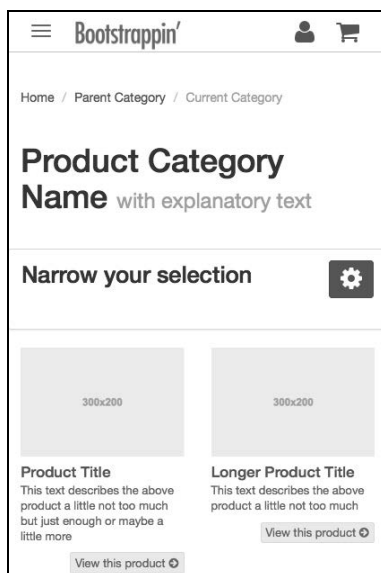 Bootstrappin'
Home / Parent Category / Current Category
Product Category
Name with explanatory text
Narrow your selection
300x200
300x200
Product Title
This text describes the above
product a little not too much
but just enough or maybe a
little more
View this product
Longer Product Title
This text describes the above
product a little not too much
View this product